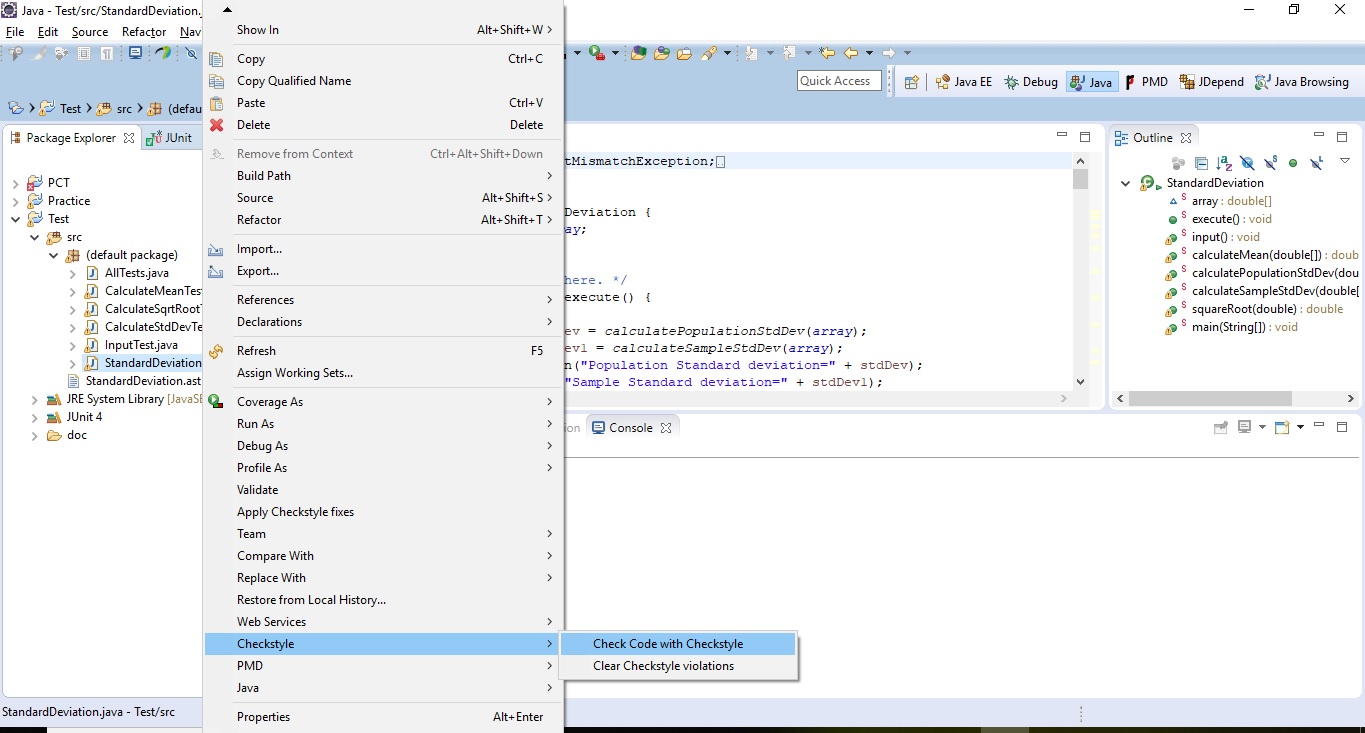 Java - Test/src/StandardDeviation.
File Edit Source Refactor Nav
Quick Access
Java EE
Debug
Java
PMD
JDepend
Java Browsing
Test
src
(defau
Package Explorer
JUnit
PCT
Practice
Test
src
(default package)
AllTests.java
CalculateMeanTes
CalculateSqrtRootT
CalculateStdDevTe
InputTest.java
StandardDeviation
StandardDeviation.ast
JRE System Library [JavaSE
JUnit 4
doc
Show In Alt+Shift+W >
Copy Ctrl+C
Copy Qualified Name
Paste Ctrl+V
Delete Delete
Remove from Context Ctrl+Alt+Shift+Down
Build Path >
Source Alt+Shift+S >
Refactor Alt+Shift+T >
Import...
Export...
References >
Declarations >
Refresh F5
Assign Working Sets...
Coverage As >
Run As >
Debug As >
Profile As >
Validate
Apply Checkstyle fixes
Team >
Compare With >
Replace With >
Restore from Local History...
Web Services >
Checkstyle >
PMD >
Java >
Properties Alt+Enter
Check Code with Checkstyle
Clear Checkstyle violations
tMismatchException;
Deviation {
ay;
here. */
execute() {
ev = calculatePopulationStdDev(array);
ev1 = calculateSampleStdDev(array);
n("Population Standard deviation=" + stdDev);
"Sample Standard deviation=" + stdDev1);
ion
Console
Outline
StandardDeviation
array : double[]
execute() : void
input() : void
calculateMean(double[]) : doub
calculatePopulationStdDev(dou
calculateSampleStdDev(double[
squareRoot(double) : double
main(String[]) : void
StandardDeviation.java - Test/src